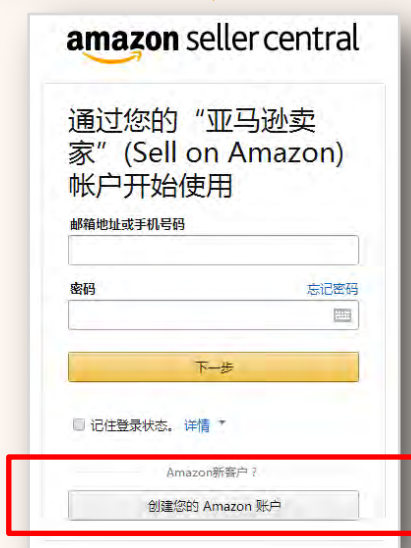 amazon seller central
通过您的“亚马逊卖
家”(Sell on Amazon)
帐户开始使用
邮箱地址或手机号码
密码 忘记密码
下一步
记住登录状态。 详情
Amazon新客户？
创建您的 Amazon 账户